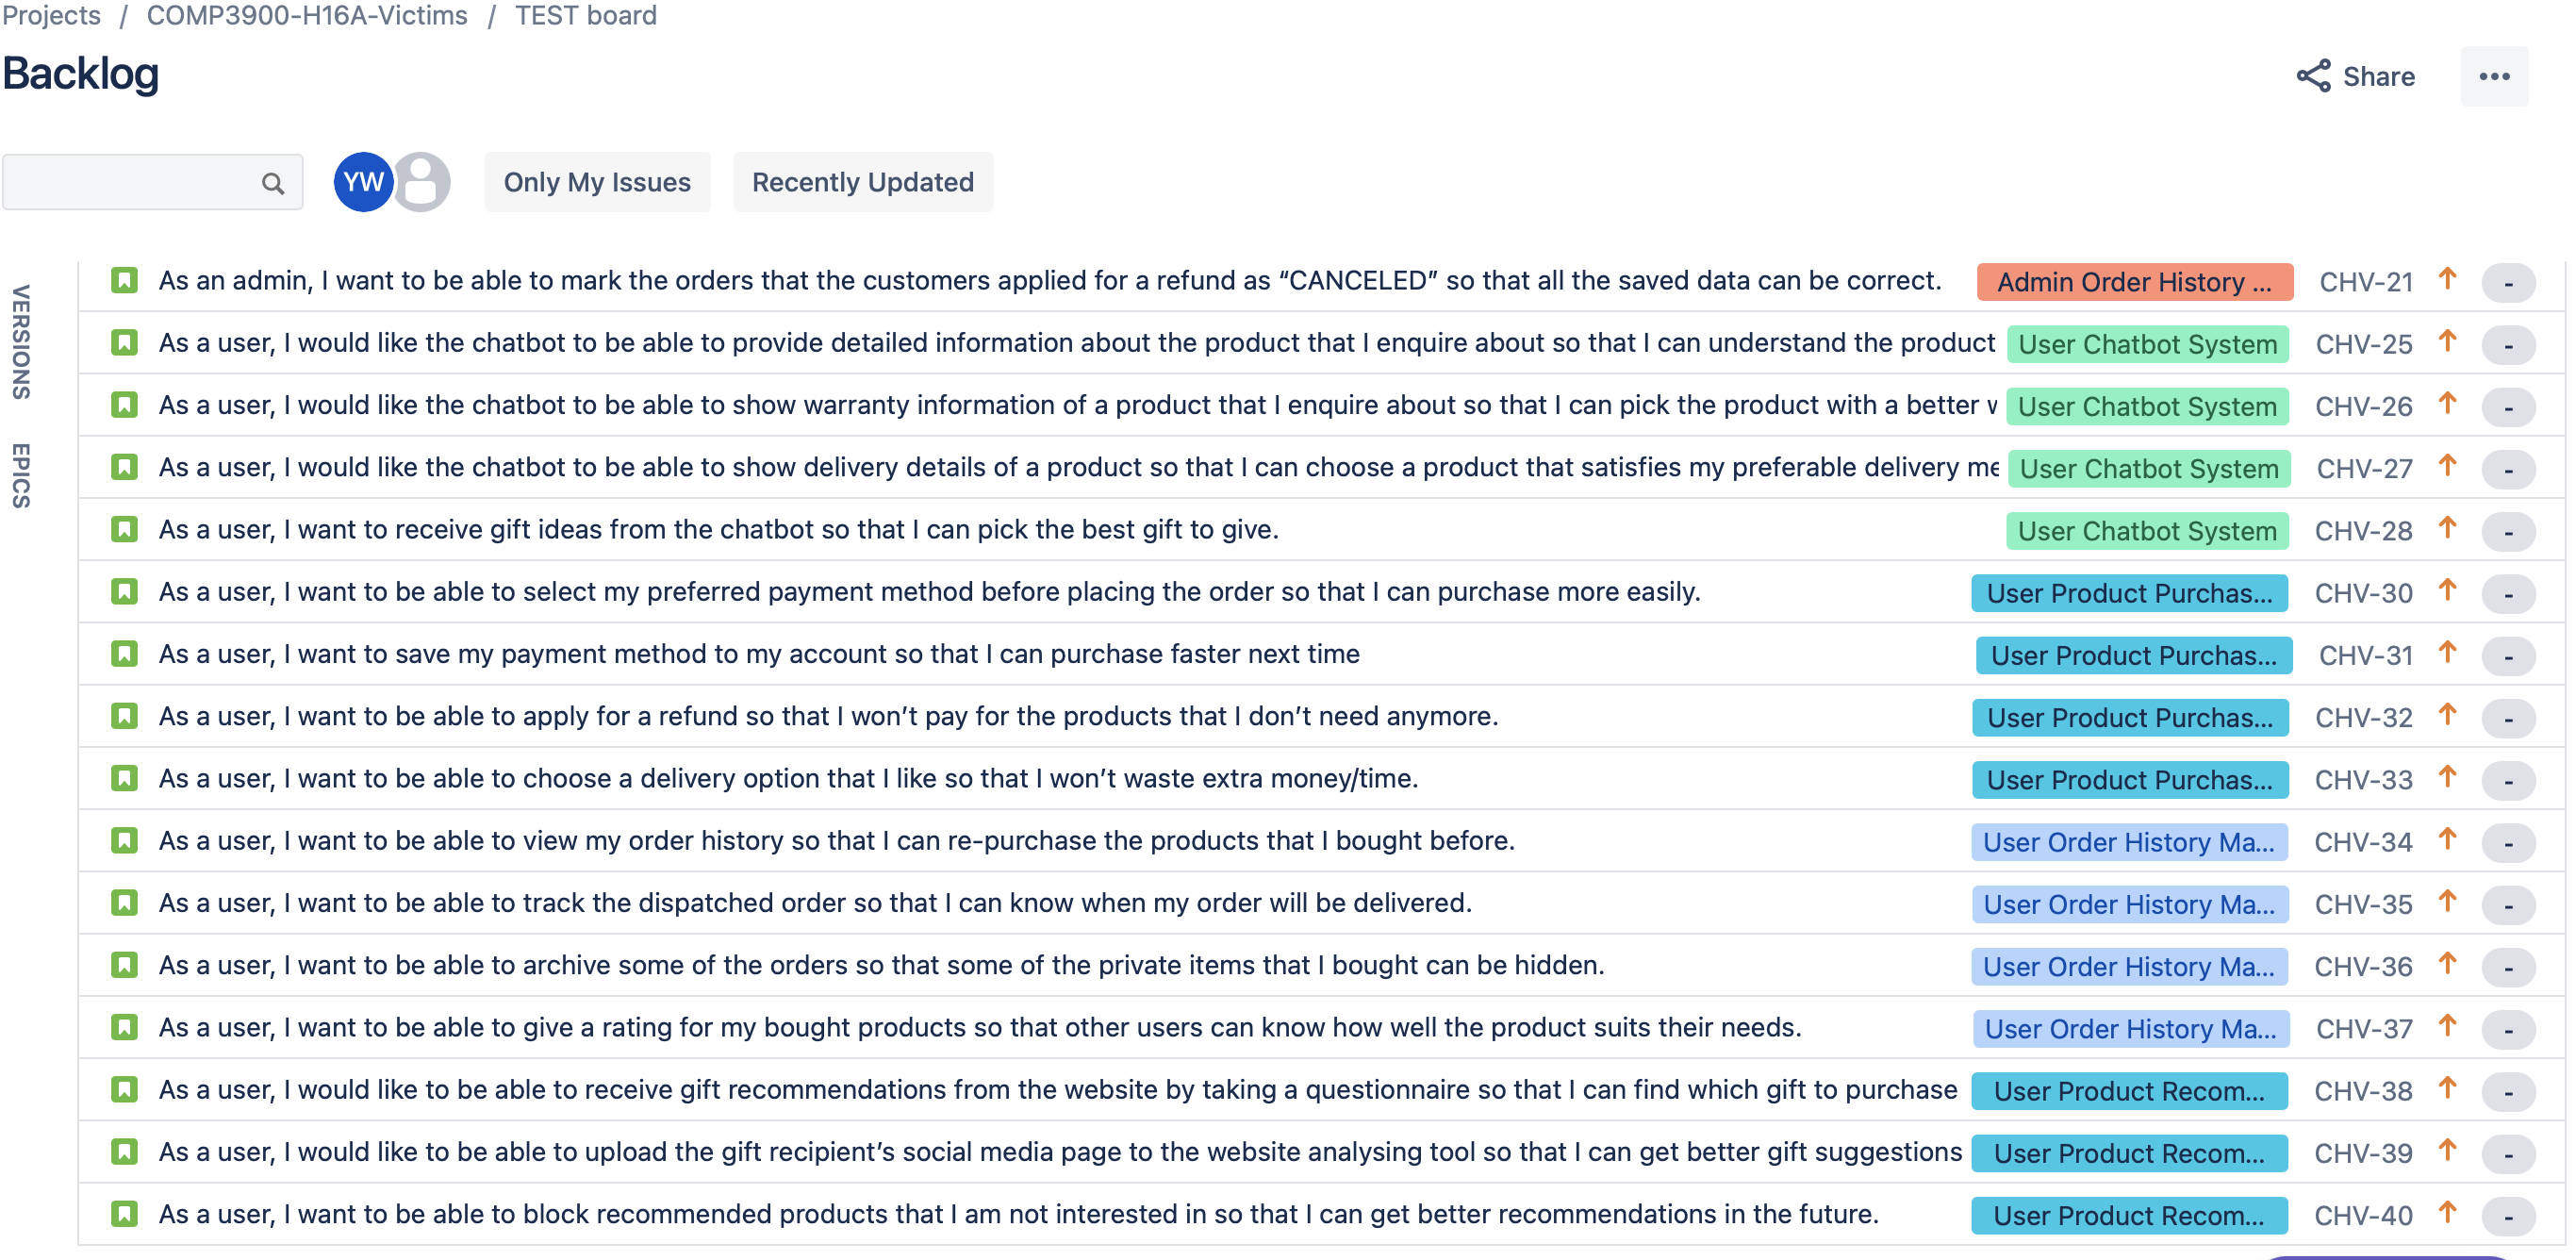 Projects / COMP3900-H16A-Victims / TEST board
Backlog
Share
YW
Only My Issues
Recently Updated
VERSIONS
EPICS
As an admin, I want to be able to mark the orders that the customers applied for a refund as “CANCELED” so that all the saved data can be correct. Admin Order History ... CHV-21 -
As a user, I would like the chatbot to be able to provide detailed information about the product that I enquire about so that I can understand the product User Chatbot System CHV-25 -
As a user, I would like the chatbot to be able to show warranty information of a product that I enquire about so that I can pick the product with a better User Chatbot System CHV-26 -
As a user, I would like the chatbot to be able to show delivery details of a product so that I can choose a product that satisfies my preferable delivery me User Chatbot System CHV-27 -
As a user, I want to receive gift ideas from the chatbot so that I can pick the best gift to give. User Chatbot System CHV-28 -
As a user, I want to be able to select my preferred payment method before placing the order so that I can purchase more easily. User Product Purchas... CHV-30 -
As a user, I want to save my payment method to my account so that I can purchase faster next time User Product Purchas... CHV-31 -
As a user, I want to be able to apply for a refund so that I won’t pay for the products that I don’t need anymore. User Product Purchas... CHV-32 -
As a user, I want to be able to choose a delivery option that I like so that I won’t waste extra money/time. User Product Purchas... CHV-33 -
As a user, I want to be able to view my order history so that I can re-purchase the products that I bought before. User Order History Ma... CHV-34 -
As a user, I want to be able to track the dispatched order so that I can know when my order will be delivered. User Order History Ma... CHV-35 -
As a user, I want to be able to archive some of the orders so that some of the private items that I bought can be hidden. User Order History Ma... CHV-36 -
As a user, I want to be able to give a rating for my bought products so that other users can know how well the product suits their needs. User Order History Ma... CHV-37 -
As a user, I would like to be able to receive gift recommendations from the website by taking a questionnaire so that I can find which gift to purchase User Product Recom... CHV-38 -
As a user, I would like to be able to upload the gift recipient’s social media page to the website analysing tool so that I can get better gift suggestions User Product Recom... CHV-39 -
As a user, I want to be able to block recommended products that I am not interested in so that I can get better recommendations in the future. User Product Recom... CHV-40 -